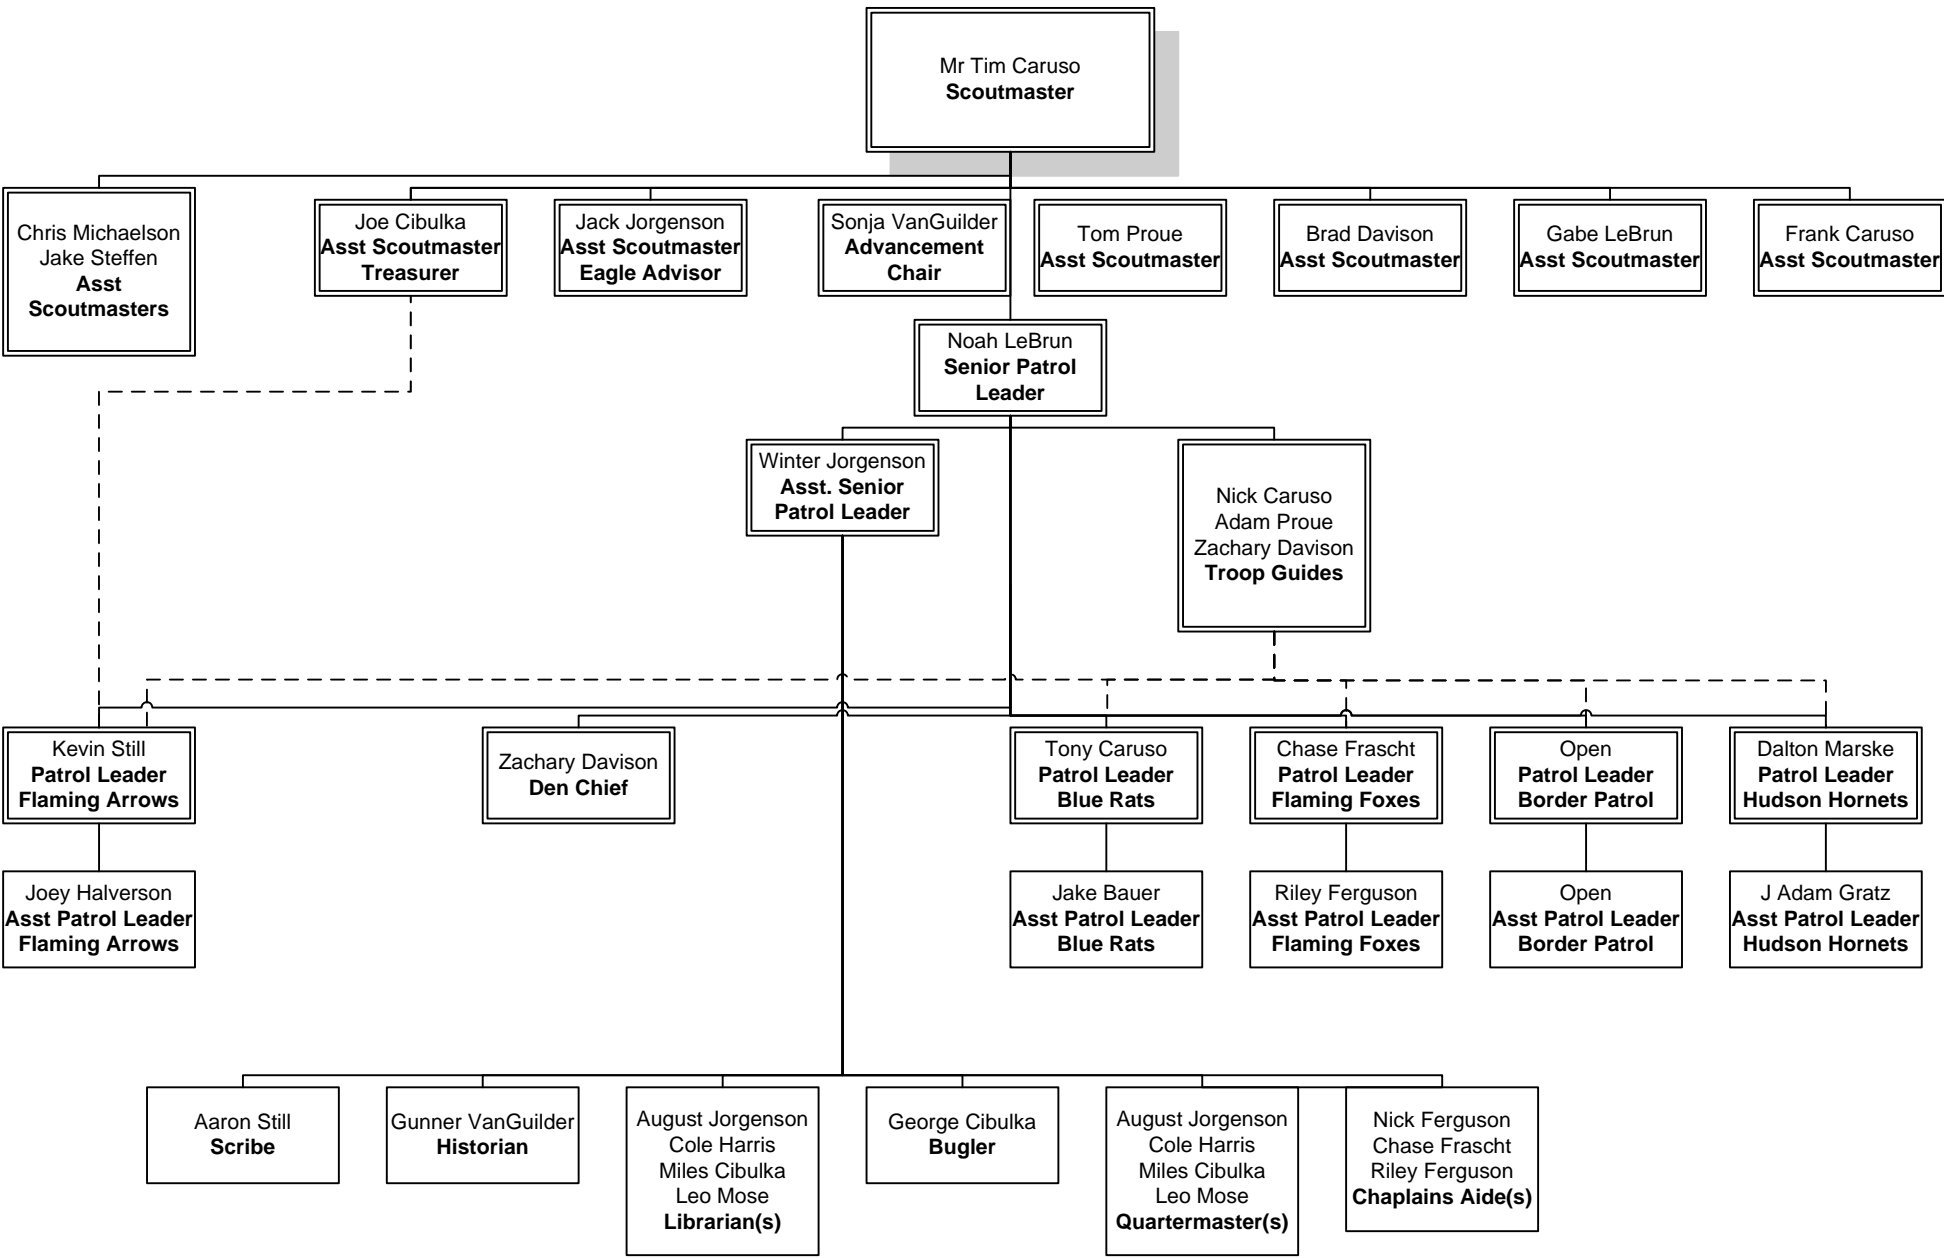 Mr Tim Caruso
Scoutmaster
Chris Michaelson
Jake Steffen
Asst
Scoutmasters
Joe Cibulka
Asst Scoutmaster
Treasurer
Jack Jorgenson
Asst Scoutmaster
Eagle Advisor
Sonja VanGuilder
Advancement
Chair
Tom Proue
Asst Scoutmaster
Brad Davison
Asst Scoutmaster
Gabe LeBrun
Asst Scoutmaster
Frank Caruso
Asst Scoutmaster
Noah LeBrun
Senior Patrol
Leader
Winter Jorgenson
Asst. Senior
Patrol Leader
Nick Caruso
Adam Proue
Zachary Davison
Troop Guides
Kevin Still
Patrol Leader
Flaming Arrows
Zachary Davison
Den Chief
Tony Caruso
Patrol Leader
Blue Rats
Chase Frascht
Patrol Leader
Flaming Foxes
Open
Patrol Leader
Border Patrol
Dalton Marske
Patrol Leader
Hudson Hornets
Joey Halverson
Asst Patrol Leader
Flaming Arrows
Jake Bauer
Asst Patrol Leader
Blue Rats
Riley Ferguson
Asst Patrol Leader
Flaming Foxes
Open
Asst Patrol Leader
Border Patrol
J Adam Gratz
Asst Patrol Leader
Hudson Hornets
Aaron Still
Scribe
Gunner VanGuilder
Historian
August Jorgenson
Cole Harris
Miles Cibulka
Leo Mose
Librarian(s)
George Cibulka
Bugler
August Jorgenson
Cole Harris
Miles Cibulka
Leo Mose
Quartermaster(s)
Nick Ferguson
Chase Frascht
Riley Ferguson
Chaplains Aide(s)